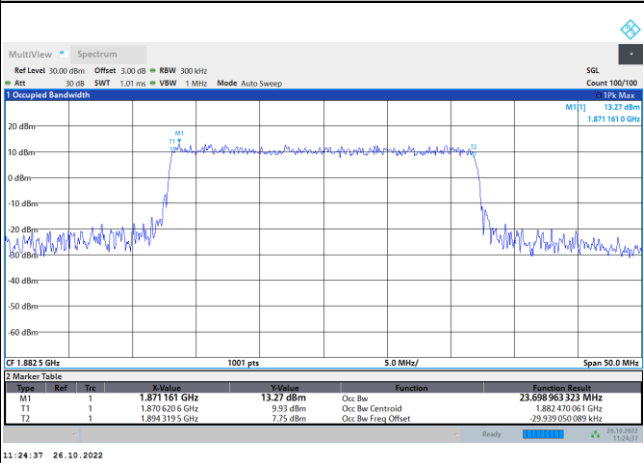 MultiView Spectrum
Ref Level 30.00 dBm Offset 3.00 dB RBW 300 kHz SGL
Att 30 dB SWT 1.01 ms VBW 1 MHz Mode Auto Sweep Count 100/100
1 Occupied Bandwidth 1Pk Max
M1[1] 13.27 dBm
1.871 161 0 GHz
20 dBm
M1
T1
T2
10 dBm
0 dBm
-10 dBm
-20 dBm
-30 dBm
-40 dBm
-50 dBm
-60 dBm
CF 1.882 5 GHz 1001 pts 5.0 MHz/ Span 50.0 MHz
2 Marker Table
Type Ref Trc X-Value Y-Value Function Function Result
M1 1 1.871 161 GHz 13.27 dBm Occ Bw 23.698 963 323 MHz
T1 1 1.870 620 6 GHz 9.93 dBm Occ Bw Centroid 1.882 470 061 GHz
T2 1 1.894 319 5 GHz 7.75 dBm Occ Bw Freq Offset -29.939 050 089 kHz
Ready 26.10.2022
11:24:37
11:24:37 26.10.2022